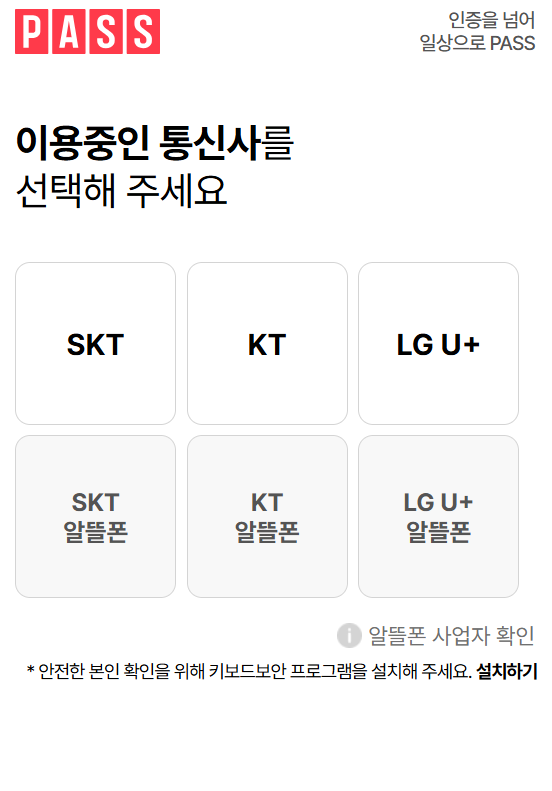 PASS
인증을 넘어
일상으로 PASS
이용중인 통신사를
선택해 주세요
SKT
KT
LG U+
SKT
알뜰폰
KT
알뜰폰
LG U+
알뜰폰
알뜰폰 사업자 확인
* 안전한 본인 확인을 위해 키보드보안 프로그램을 설치해 주세요. 설치하기